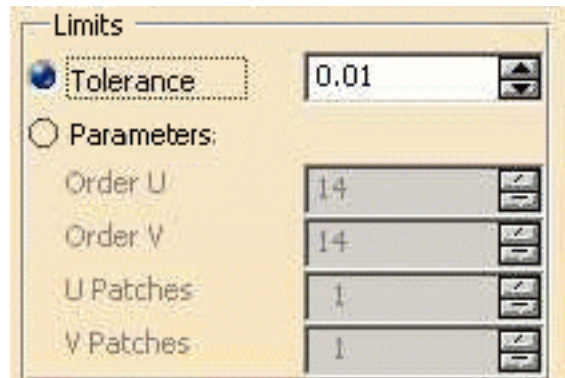 Limits
Tolerance 0.01
Parameters:
Order U 14
Order V 14
U Patches 1
V Patches 1